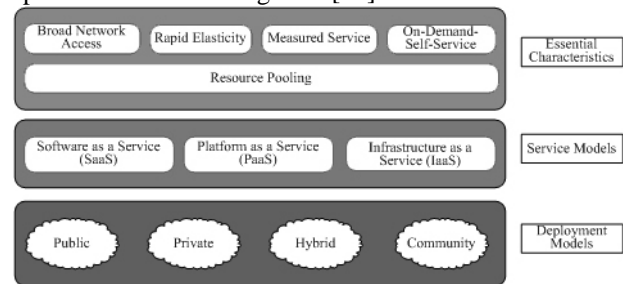 Broad Network
Access
Rapid Elasticity
Measured Service
On-Demand-
Self-Service
Resource Pooling
Essential
Characteristics
Software as a Service
(SaaS)
Platform as a Service
(PaaS)
Infrastructure as a
Service (IaaS)
Service Models
Public
Private
Hybrid
Community
Deployment
Models